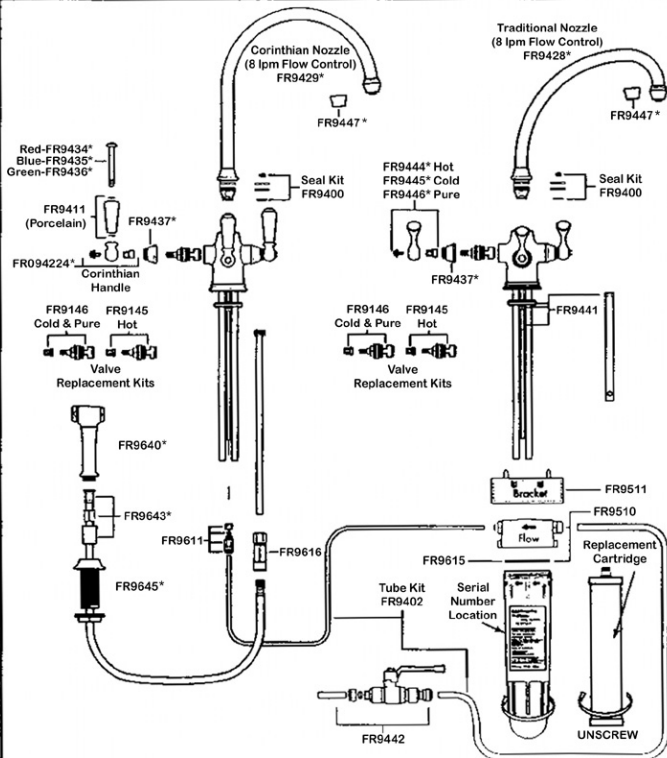 Corinthian Nozzle
(8 lpm Flow Control)
FR9429*
FR9447*
Traditional Nozzle
(8 lpm Flow Control)
FR9428*
FR9447*
Red-FR9434*
Blue-FR9435*
Green-FR9436*
FR9411
(Porcelain)
FR9437*
FR094224*
Corinthian
Handle
Seal Kit
FR9400
FR9444* Hot
FR9445* Cold
FR9446* Pure
FR9437*
Seal Kit
FR9400
FR9146
Cold & Pure
FR9145
Hot
Valve
Replacement Kits
FR9146
Cold & Pure
FR9145
Hot
Valve
Replacement Kits
FR9441
FR9640*
FR9643*
FR9645*
FR9611
FR9616
Bracket
FR9511
FR9510
Flow
FR9615
Replacement
Cartridge
Tube Kit
FR9402
Serial
Number
Location
FR9442
UNSCREW